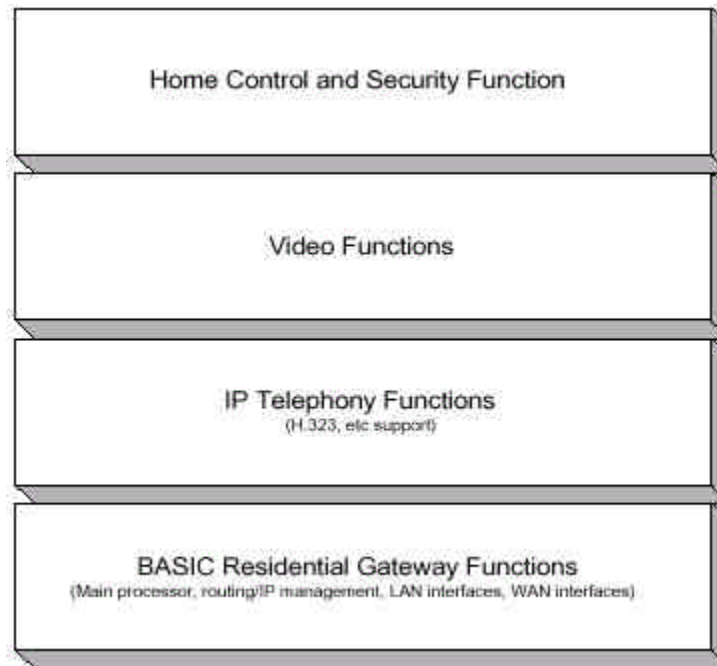 Home Control and Security Function
Video Functions
IP Telephony Functions
(H.323, etc support)
BASIC Residential Gateway Functions
(Main processor, routing/IP management, LAN interfaces, WAN interfaces)